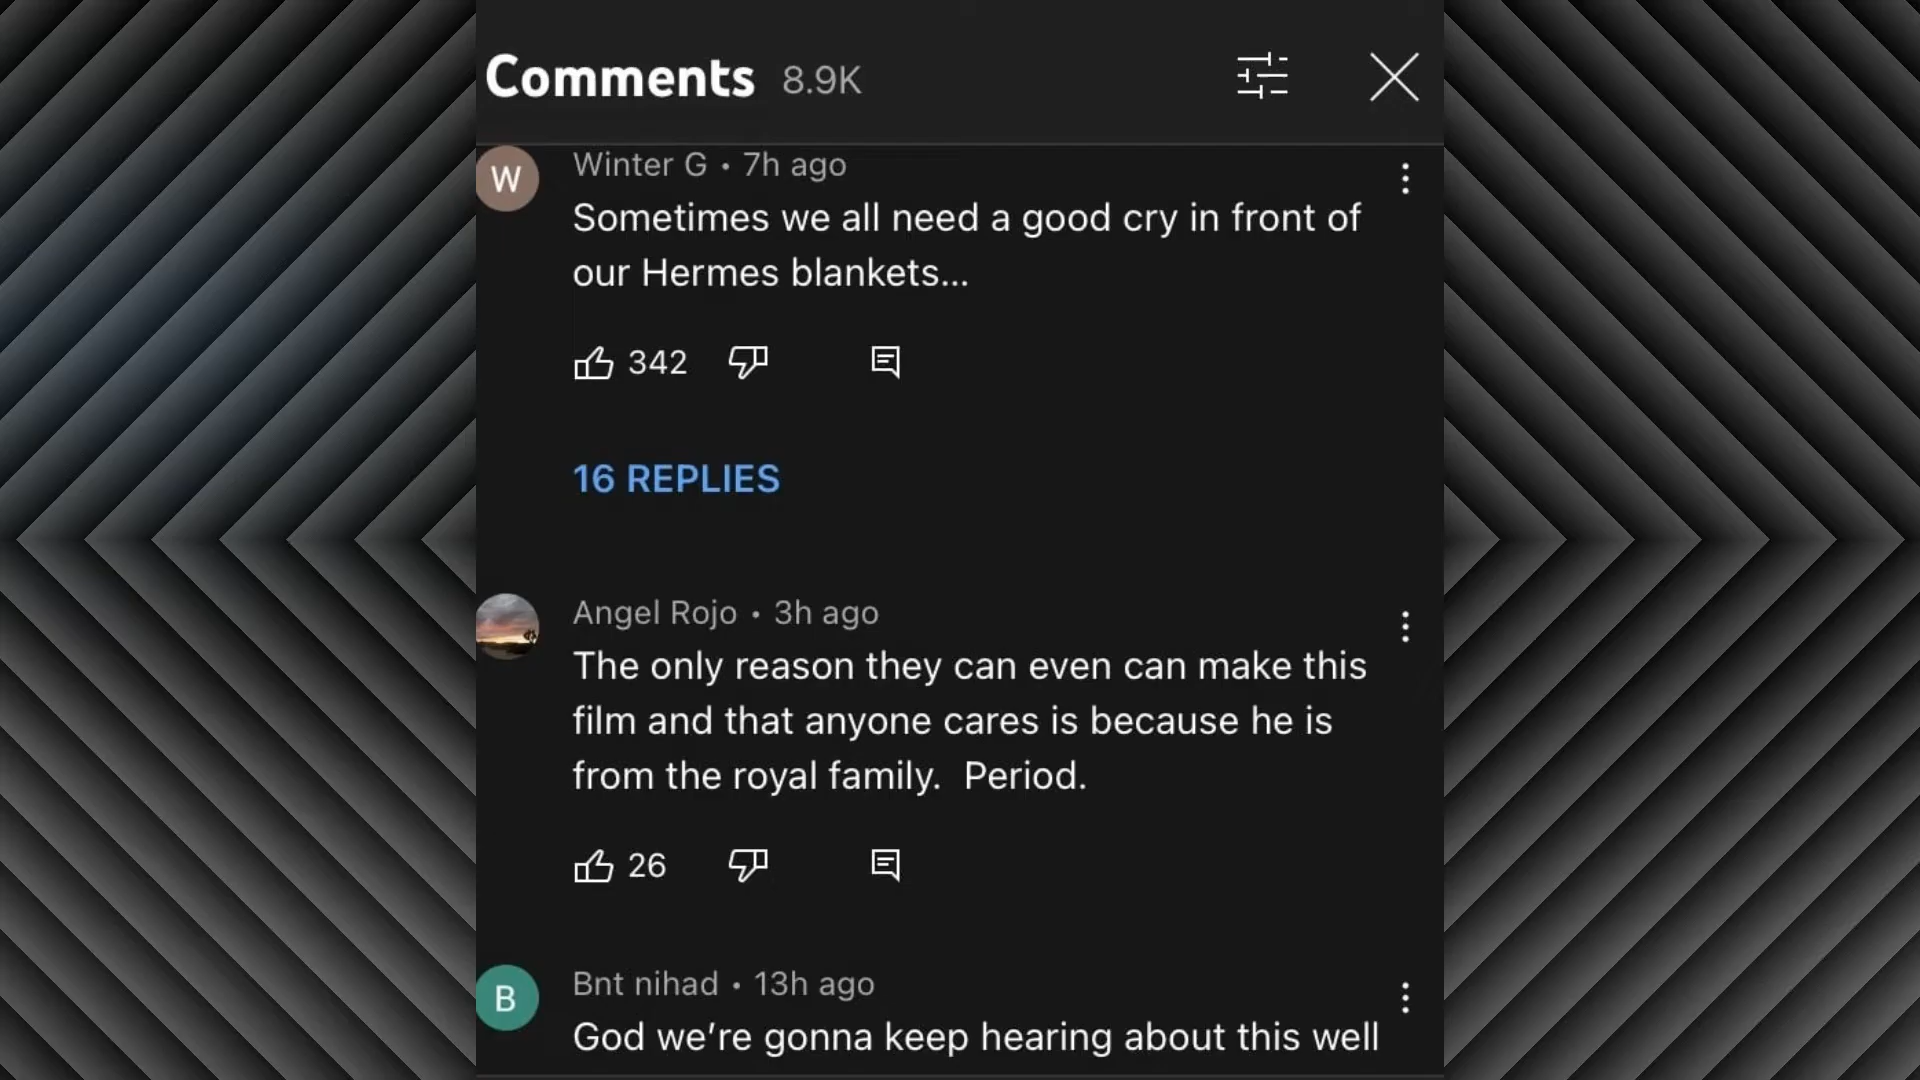 Comments 8.9K
W
Winter G • 7h ago
Sometimes we all need a good cry in front of
our Hermes blankets...
342
16 REPLIES
Angel Rojo • 3h ago
The only reason they can even can make this
film and that anyone cares is because he is
from the royal family.  Period.
26
B
Bnt nihad • 13h ago
God we’re gonna keep hearing about this well